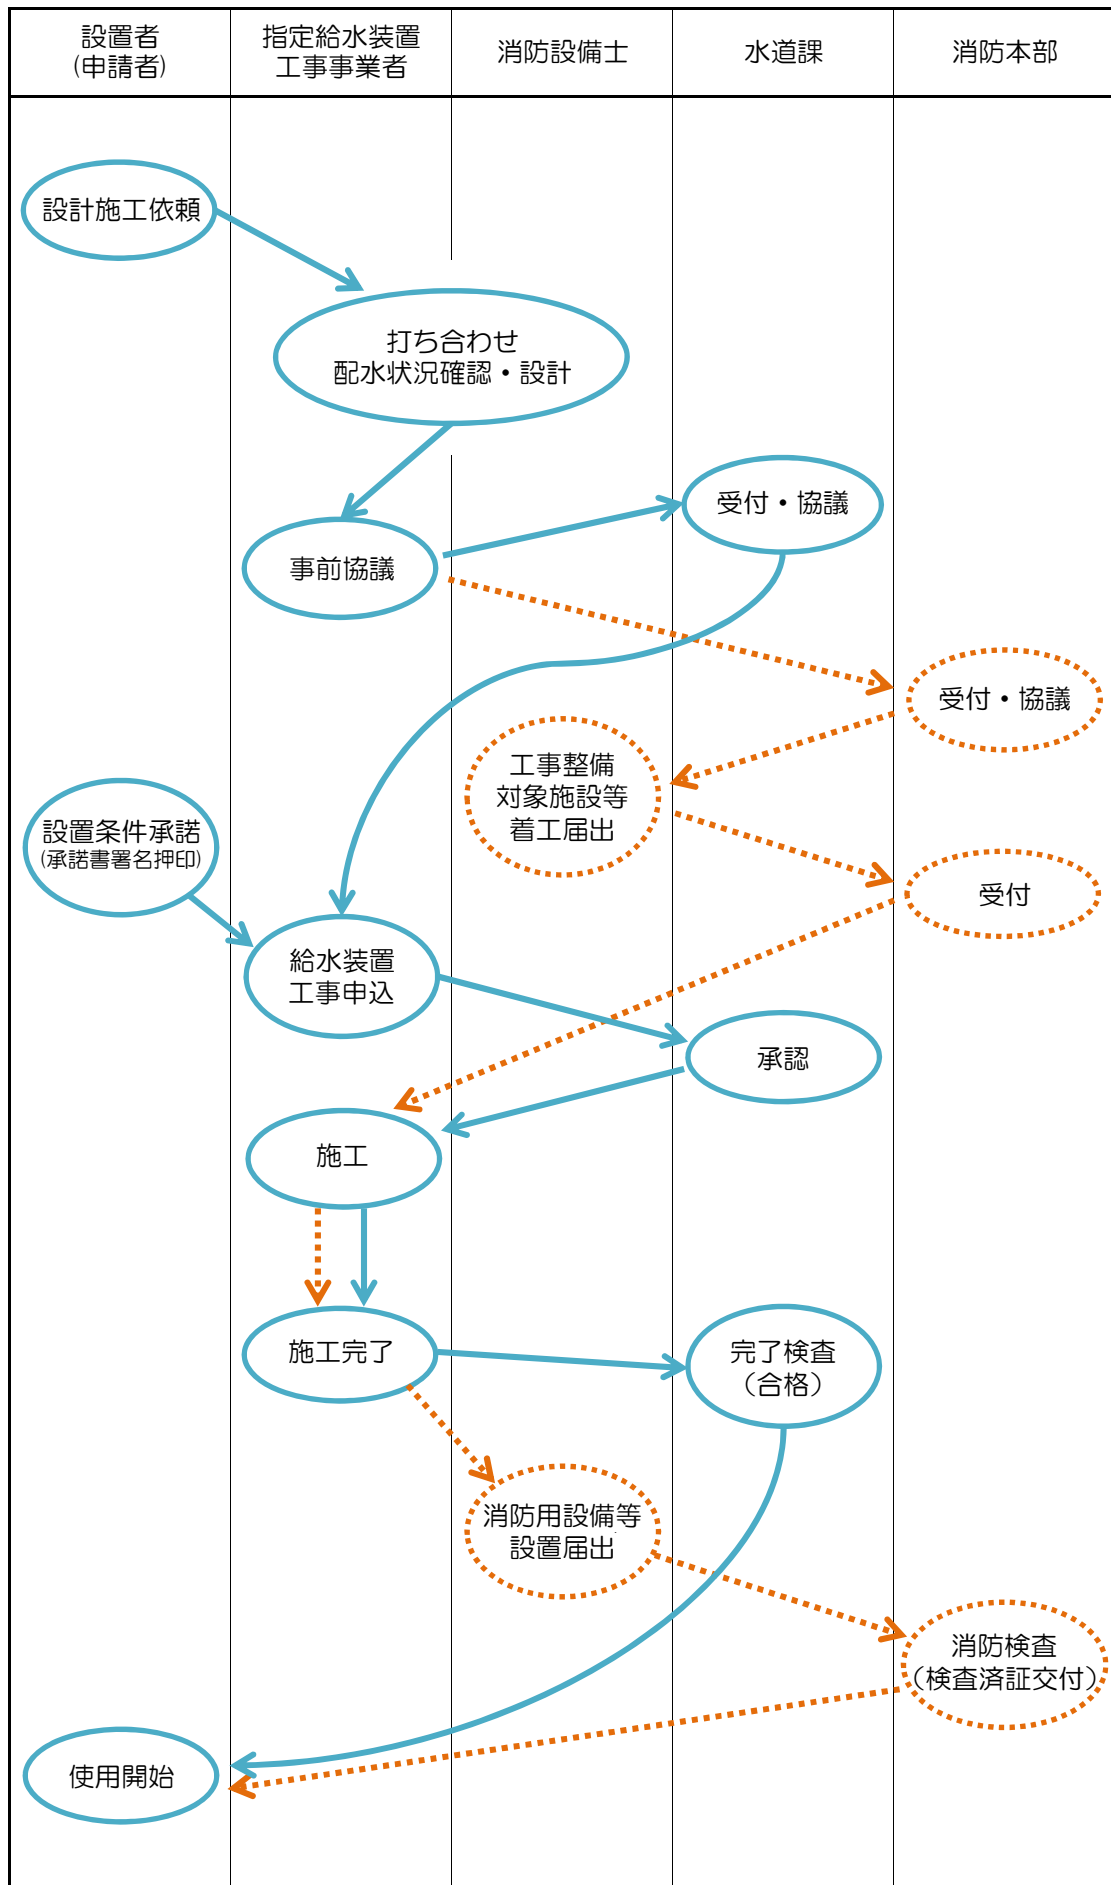 設置者
(申請者)
指定給水装置
工事事業者
消防設備士
水道課
消防本部
設計施工依頼
打ち合わせ
配水状況確認・設計
受付・協議
事前協議
受付・協議
工事整備
対象施設等
着工届出
設置条件承諾
(承諾書署名押印)
受付
給水装置
工事申込
承認
施工
施工完了
完了検査
（合格）
消防用設備等
設置届出
消防検査
（検査済証交付）
使用開始